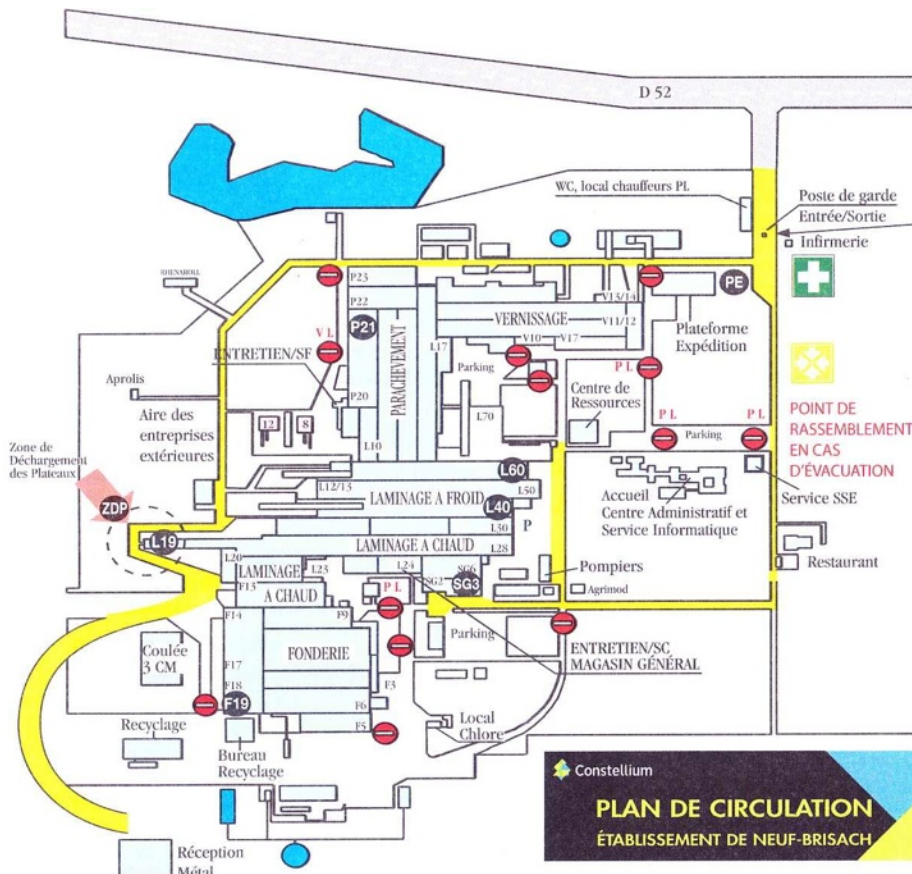 D 52
WC, local chauffeurs PL
Poste de garde
Entrée/Sortie
Infirmerie
RHENAROLL
P23
P22
V13/14
PE
VERNISSAGE
V11/12
Plateforme
Expédition
P21
VL
ENTRETIEN/SF
L17
V10
V17
PARACHEVEMENT
Parking
PL
Centre de
Ressources
Aprolis
P20
L70
PL
PL
Parking
POINT DE
RASSEMBLEMENT
EN CAS
D'ÉVACUATION
Aire des
entreprises
extérieures
12
8
L10
Zone de
Déchargement
des Plateaux
ZDP
L60
L12/13
L50
LAMINAGE A FROID
L40
P
Accueil
Centre Administratif et
Service Informatique
Service SSE
L30
L19
LAMINAGE A CHAUD
L28
L20
LAMINAGE
A CHAUD
L23
L24
SG6
SG2
SG3
Pompiers
Restaurant
F13
PL
Agrimod
F14
F9
Parking
ENTRETIEN/SC
MAGASIN GÉNÉRAL
Coulée
3 CM
F17
FONDERIE
F18
F3
F19
F6
F5
Local
Chlore
Recyclage
Bureau
Recyclage
Réception
Métal
Constellium
PLAN DE CIRCULATION
ÉTABLISSEMENT DE NEUF-BRISACH